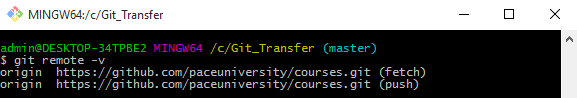 MINGW64:/c/Git_Transfer
admin@DESKTOP-34TPBE2 MINGW64 /c/Git_Transfer (master)
$ git remote -v
origin  https://github.com/paceuniversity/courses.git (fetch)
origin  https://github.com/paceuniversity/courses.git (push)